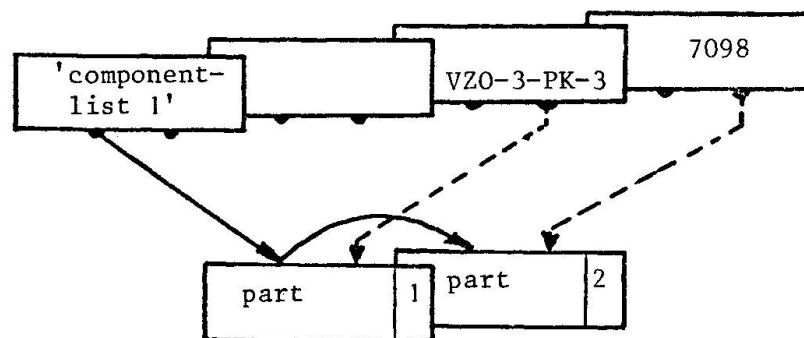 'component-
list 1'
VZO-3-PK-3
7098
part 1
part 2